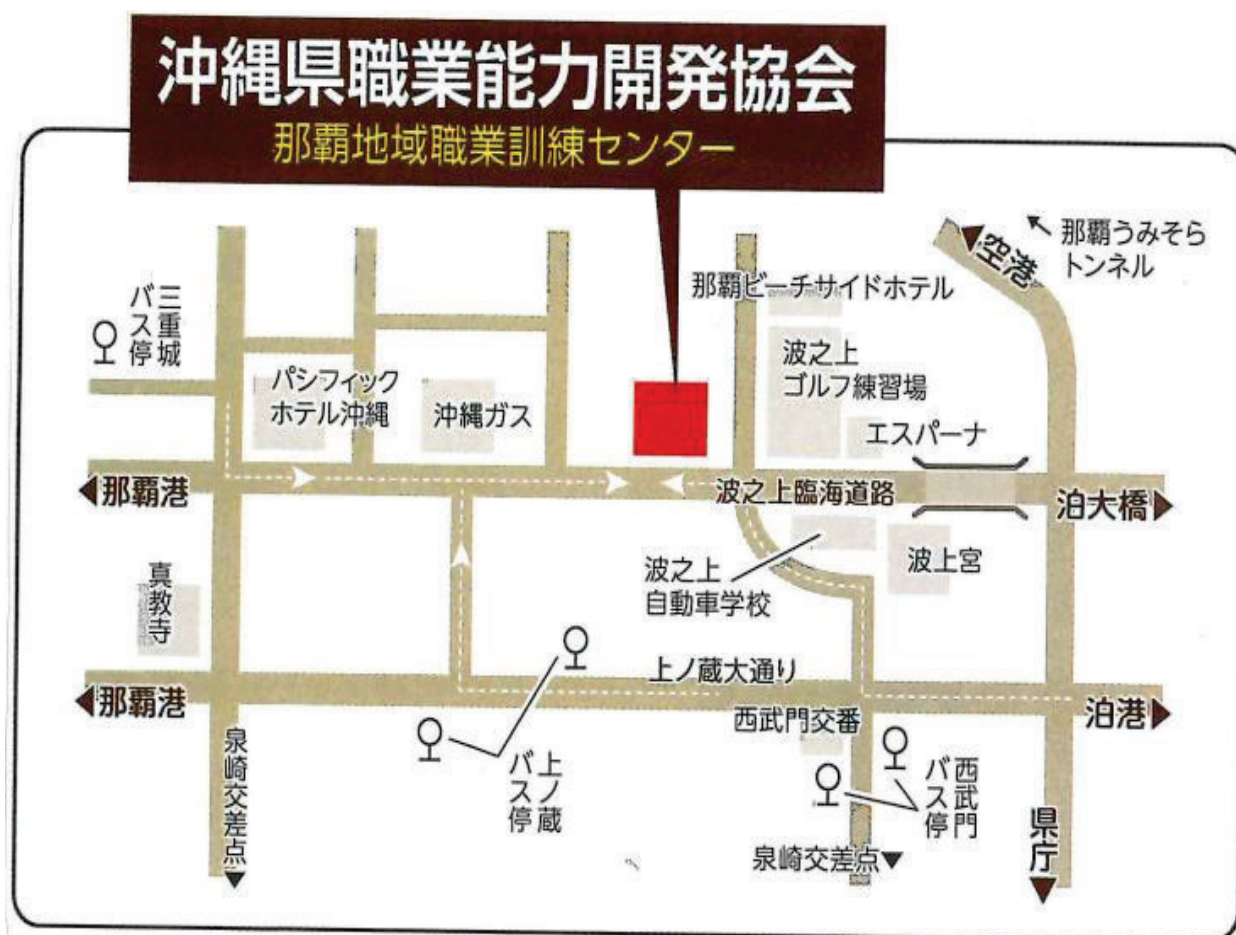 沖縄県職業能力開発協会
那覇地域職業訓練センター
那覇うみそら
トンネル
空港
那覇ビーチサイドホテル
三重城
バス停
波之上
ゴルフ練習場
パシフィック
ホテル沖縄
沖縄ガス
エスパーナ
那覇港
波之上臨海道路
泊大橋
波之上
自動車学校
波上宮
真教寺
上ノ蔵大通り
那覇港
西武門交番
泊港
泉崎交差点
上ノ蔵
バス停
西武門
バス停
県庁
泉崎交差点